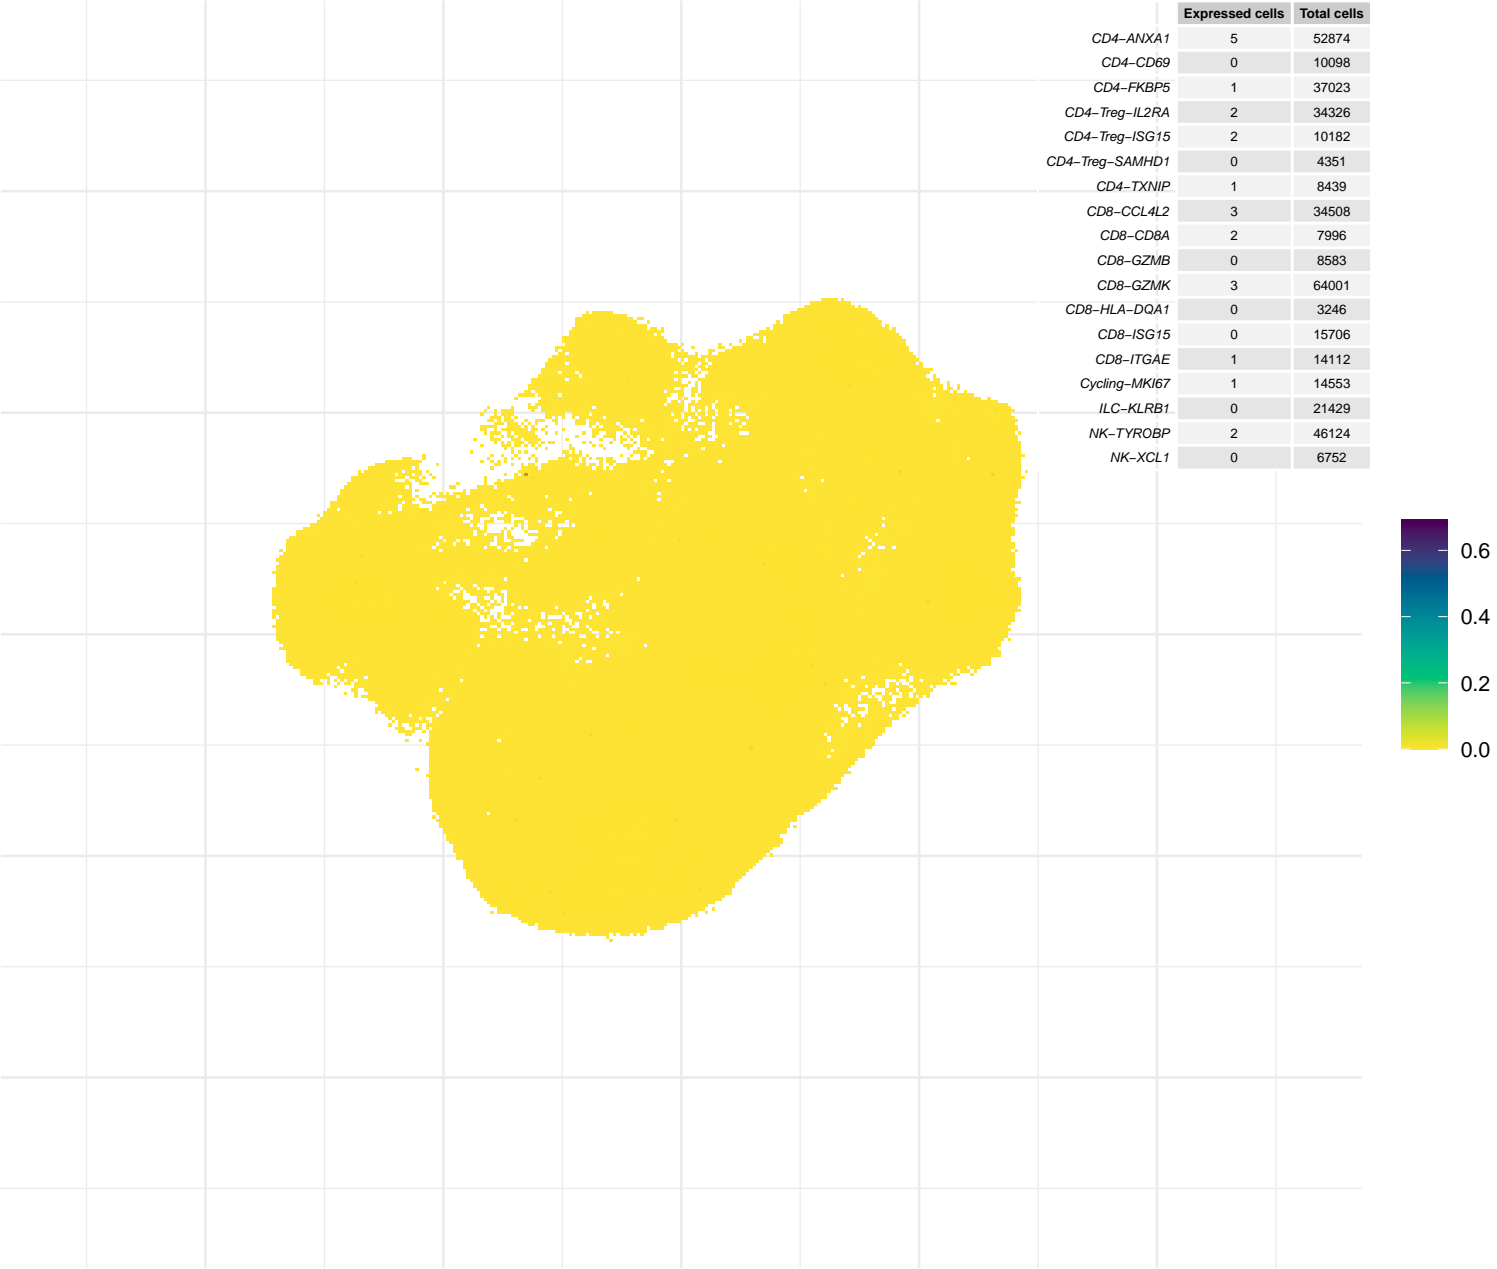 Expressed cells Total cells
CD4−ANXA1 5 52874
CD4−CD69 0 10098
CD4−FKBP5 1 37023
CD4−Treg−IL2RA 2 34326
CD4−Treg−ISG15 2 10182
CD4−Treg−SAMHD1 0 4351
CD4−TXNIP 1 8439
CD8−CCL4L2 3 34508
CD8−CD8A 2 7996
CD8−GZMB 0 8583
CD8−GZMK 3 64001
CD8−HLA−DQA1 0 3246
CD8−ISG15 0 15706
CD8−ITGAE 1 14112
Cycling−MKI67 1 14553
ILC−KLRB1 0 21429
NK−TYROBP 2 46124
NK−XCL1 0 6752
0.6
0.4
0.2
0.0